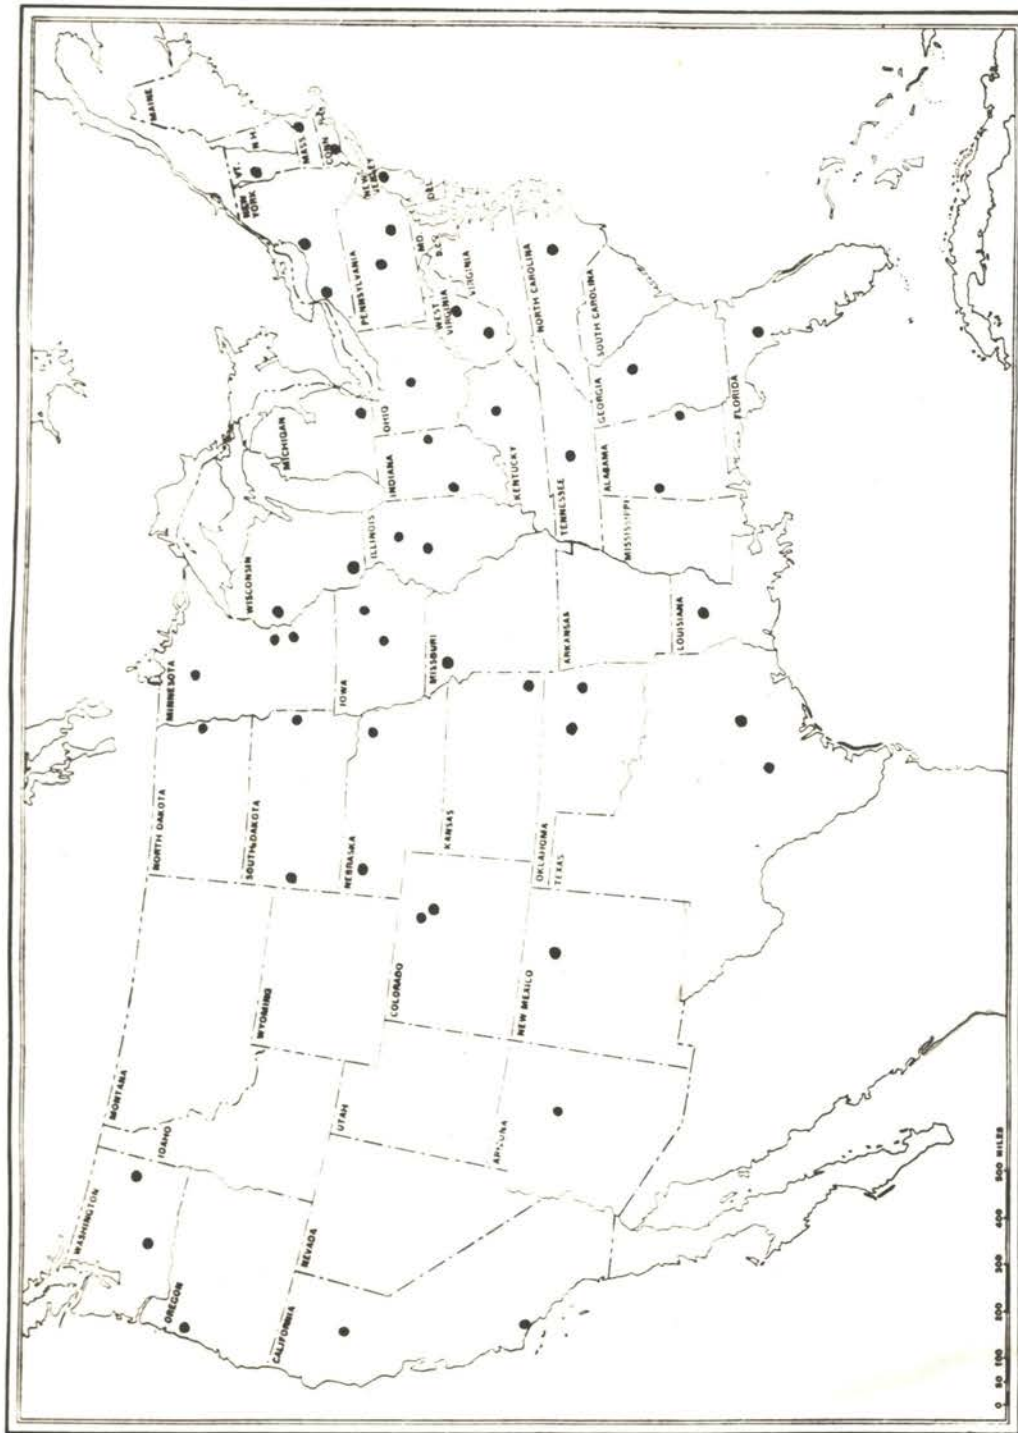 WASHINGTON
MONTANA
NORTH DAKOTA
MINNESOTA
MAINE
VT.
N.H.
NEW
YORK
MASS.
CONN
OREGON
IDAHO
WYOMING
SOUTH DAKOTA
WISCONSIN
MICHIGAN
NEW
JERSEY
PENNSYLVANIA
DEL.
MD.
CALIFORNIA
NEVADA
UTAH
COLORADO
NEBRASKA
IOWA
ILLINOIS
INDIANA
OHIO
WEST
VIRGINIA
VIRGINIA
KANSAS
MISSOURI
KENTUCKY
NORTH CAROLINA
ARIZONA
NEW MEXICO
OKLAHOMA
TEXAS
ARKANSAS
TENNESSEE
SOUTH CAROLINA
MISSISSIPPI
ALABAMA
GEORGIA
LOUISIANA
FLORIDA
0 50 100 200 300 400 500 MILES